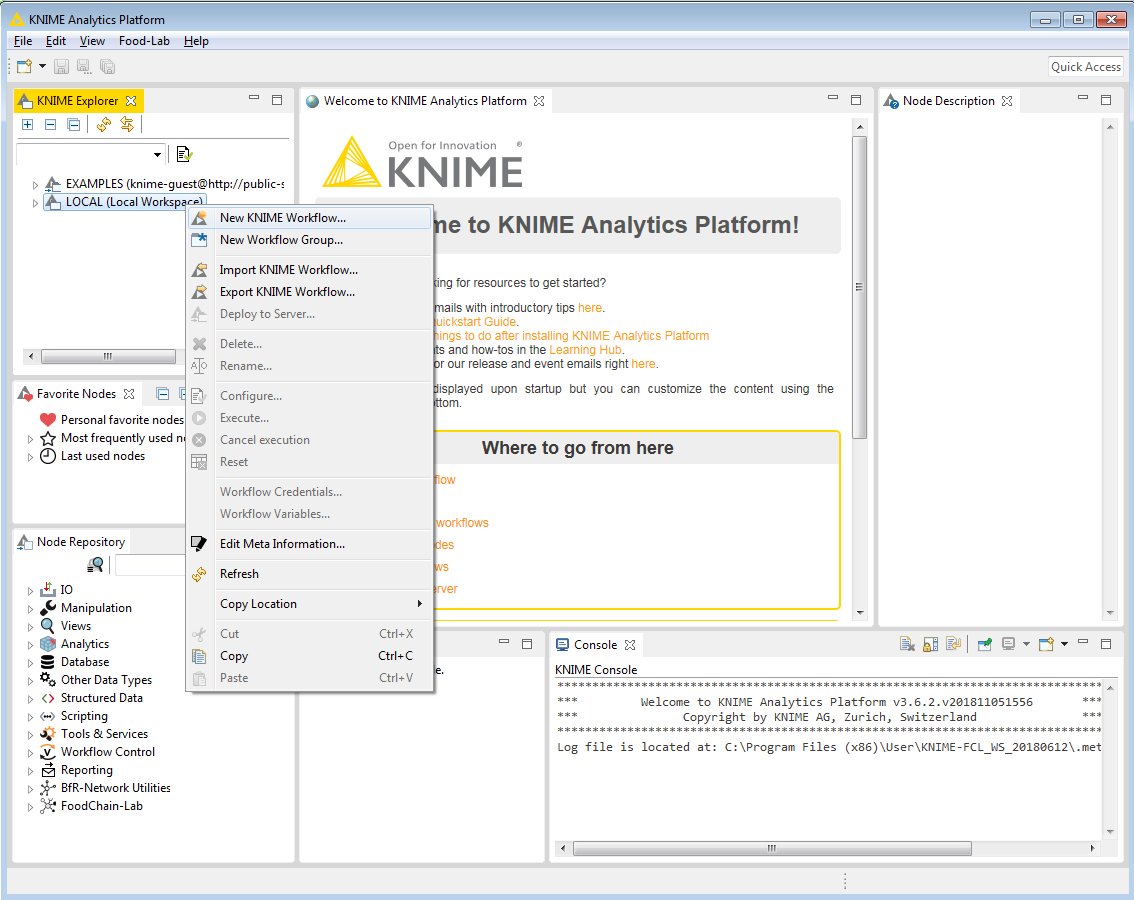 KNIME Analytics Platform
File Edit View Food-Lab Help
Quick Access
KNIME Explorer
EXAMPLES (knime-guest@http://public-s
LOCAL (Local Workspace)
New KNIME Workflow...
New Workflow Group...
Import KNIME Workflow...
Export KNIME Workflow...
Deploy to Server...
Delete...
Rename...
Configure...
Execute...
Cancel execution
Reset
Workflow Credentials...
Workflow Variables...
Edit Meta Information...
Refresh
Copy Location
Cut Ctrl+X
Copy Ctrl+C
Paste Ctrl+V
Favorite Nodes
Personal favorite nodes
Most frequently used n
Last used nodes
Node Repository
IO
Manipulation
Views
Analytics
Database
Other Data Types
Structured Data
Scripting
Tools & Services
Workflow Control
Reporting
BfR-Network Utilities
FoodChain-Lab
Welcome to KNIME Analytics Platform
Open for Innovation ®
KNIME
me to KNIME Analytics Platform!
king for resources to get started?
mails with introductory tips here.
uickstart Guide.
hings to do after installing KNIME Analytics Platform
ts and how-tos in the Learning Hub.
for our release and event emails right here.
displayed upon startup but you can customize the content using the
ttom.
Where to go from here
flow
workflows
des
ws
erver
e.
Node Description
Console
KNIME Console
*** Welcome to KNIME Analytics Platform v3.6.2.v201811051556 ***
*** Copyright by KNIME AG, Zurich, Switzerland ***
Log file is located at: C:\Program Files (x86)\User\KNIME-FCL_WS_20180612\.met